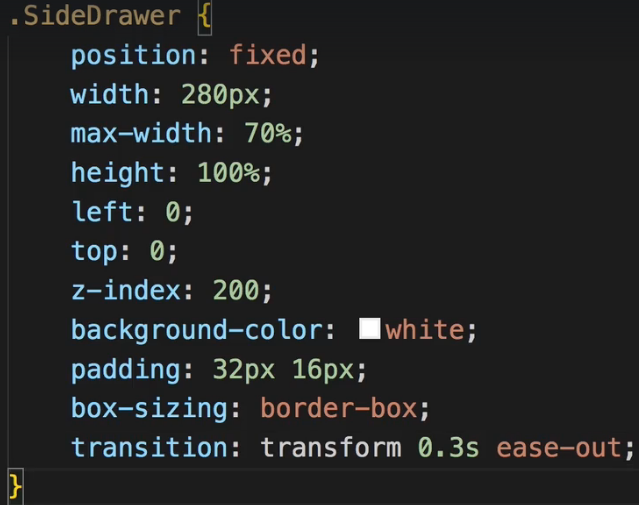 .SideDrawer {
    position: fixed;
    width: 280px;
    max-width: 70%;
    height: 100%;
    left: 0;
    top: 0;
    z-index: 200;
    background-color: white;
    padding: 32px 16px;
    box-sizing: border-box;
    transition: transform 0.3s ease-out;
}